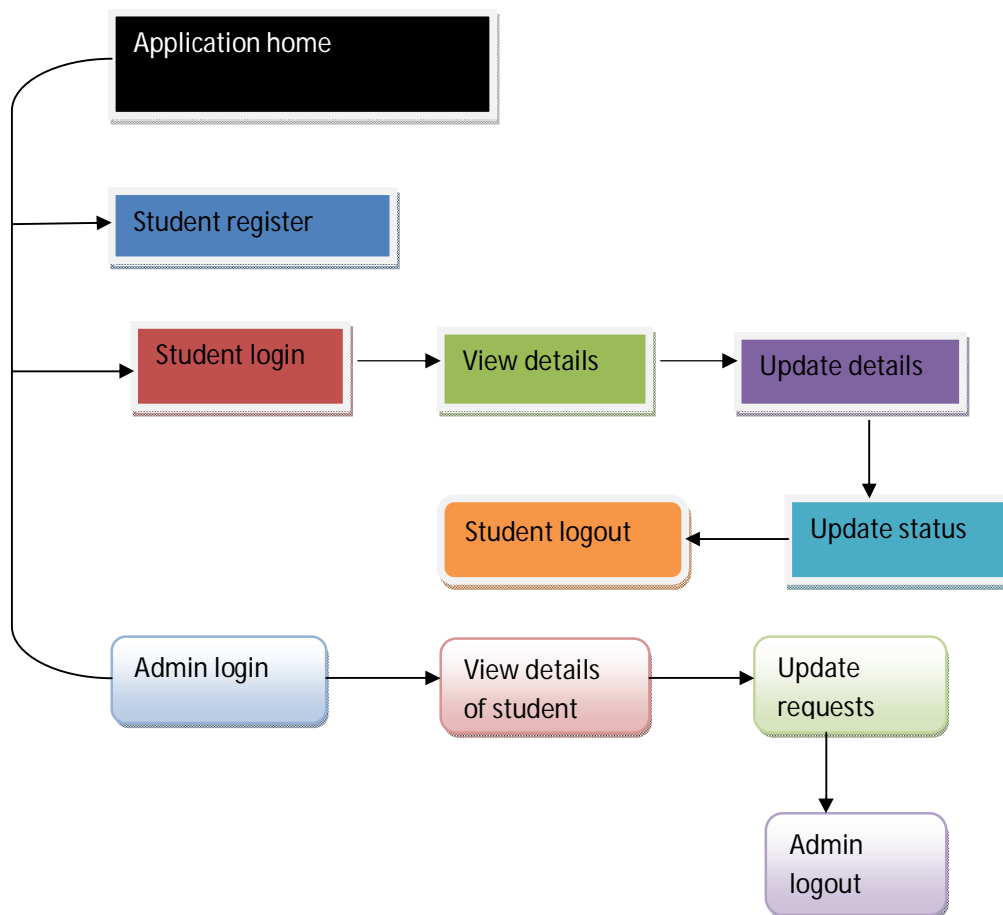 Application home
Student register
Student login
View details
Update details
Student logout
Update status
Admin login
View details
of student
Update
requests
Admin
logout